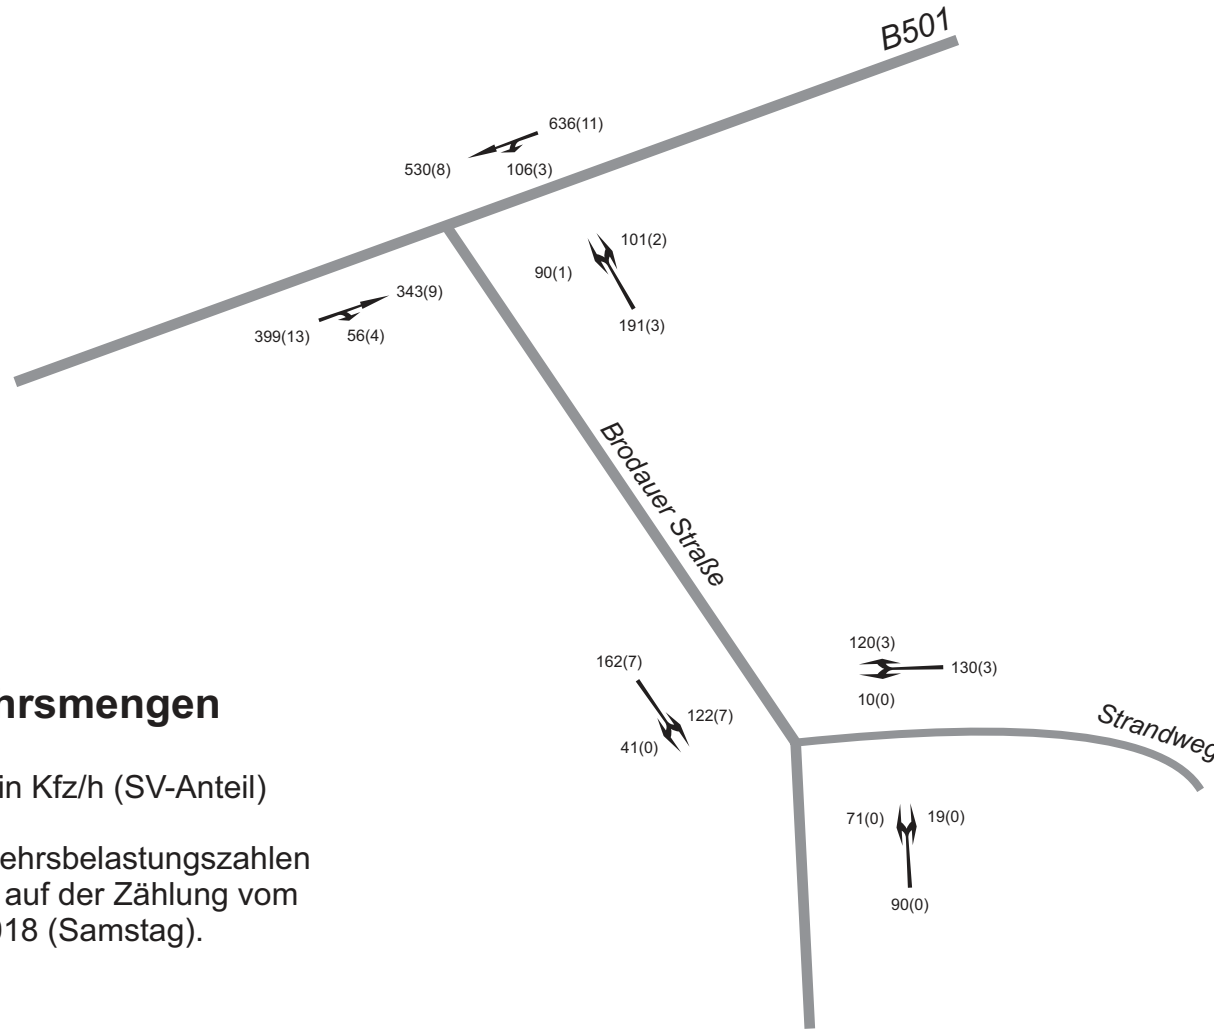 B501
636(11)
530(8)
106(3)
101(2)
90(1)
343(9)
191(3)
399(13)
56(4)
Brodauer Straße
120(3)
162(7)
130(3)
10(0)
hrsmengen
122(7)
Strandweg
41(0)
in Kfz/h (SV-Anteil)
71(0)
19(0)
ehrsbelastungszahlen
auf der Zählung vom
90(0)
018 (Samstag).